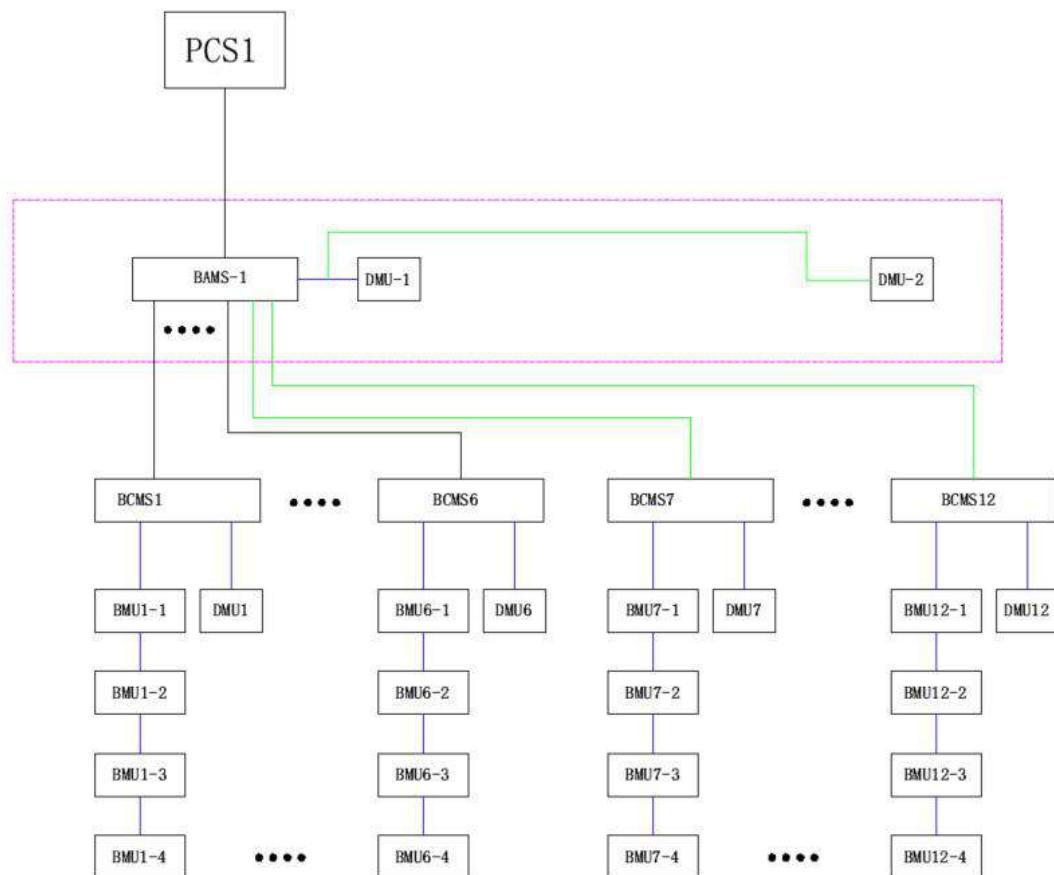 PCS1
BAMS-1 DMU-1 DMU-2
BCMS1 BCMS6 BCMS7 BCMS12
BMU1-1 DMU1 BMU6-1 DMU6 BMU7-1 DMU7 BMU12-1 DMU12
BMU1-2 BMU6-2 BMU7-2 BMU12-2
BMU1-3 BMU6-3 BMU7-3 BMU12-3
BMU1-4 BMU6-4 BMU7-4 BMU12-4